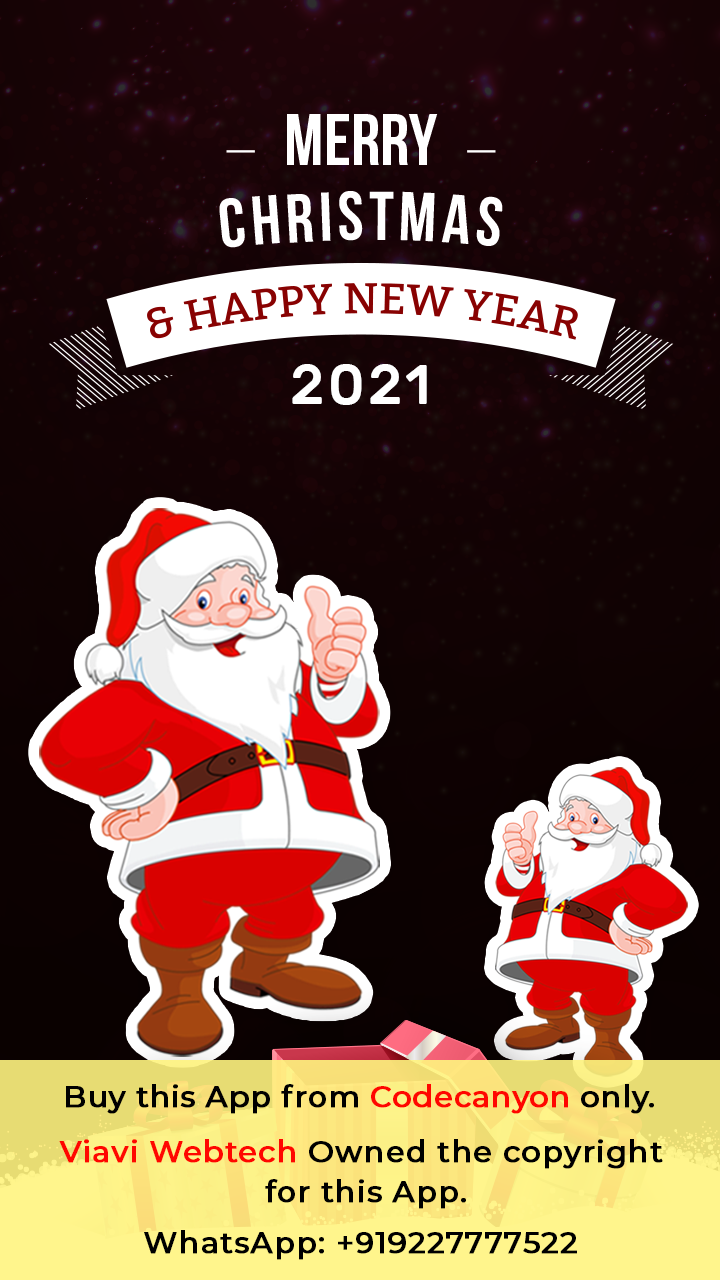 – MERRY –
CHRISTMAS
& HAPPY NEW YEAR
2021
Buy this App from Codecanyon only.
Viavi Webtech Owned the copyright
for this App.
WhatsApp: +919227777522